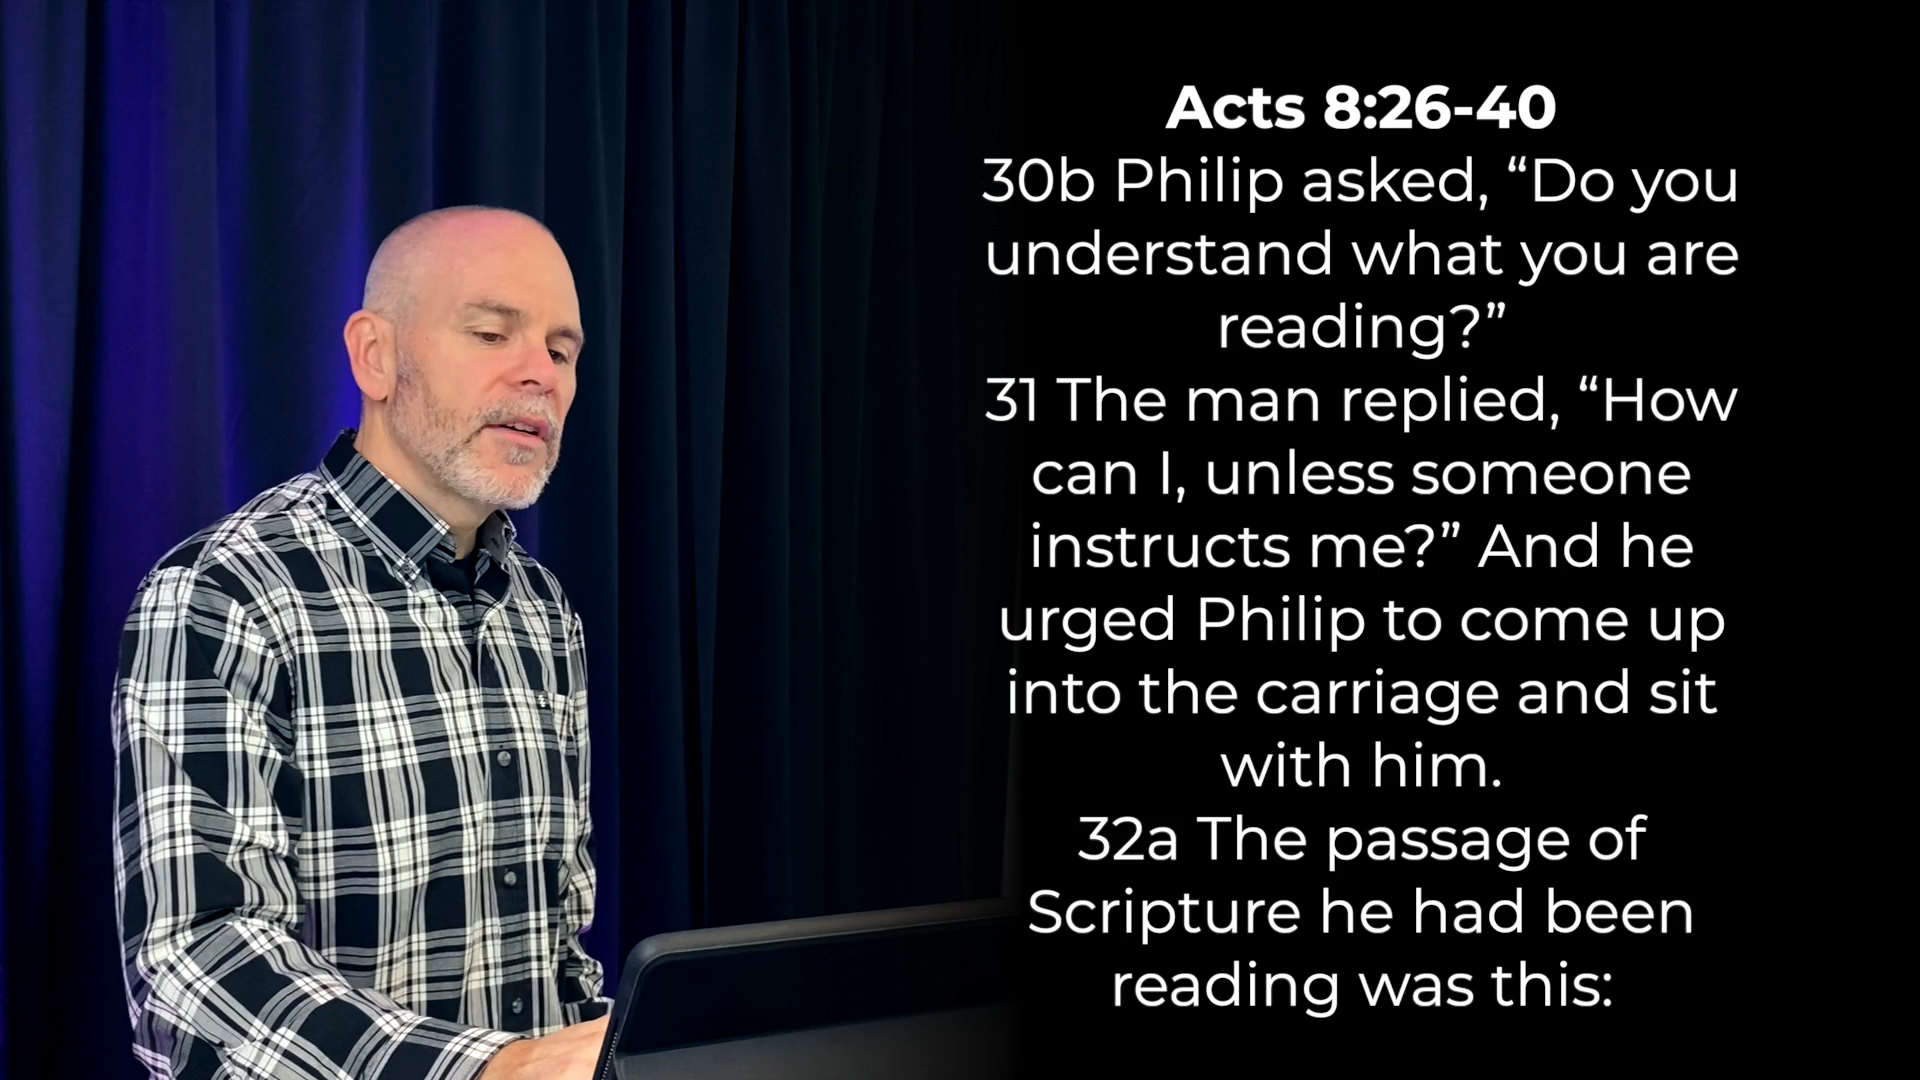 Acts 8:26-40
30b Philip asked, “Do you
understand what you are
reading?”
31 The man replied, “How
can I, unless someone
instructs me?” And he
urged Philip to come up
into the carriage and sit
with him.
32a The passage of
Scripture he had been
reading was this: